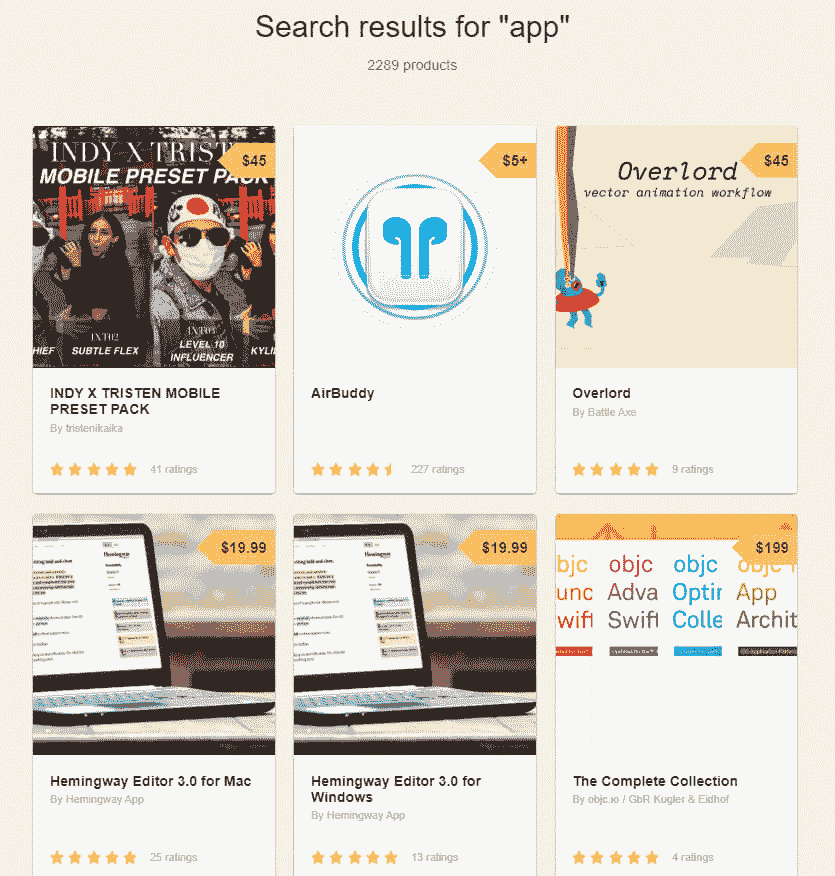 Search results for "app"
2289 products
INDY X TRIST
MOBILE PRESET PACK
$45
INXT02
SUBTLE FLEX
INXT03
LEVEL 10
INFLUENCER
HIEF
KYLI
INDY X TRISTEN MOBILE
PRESET PACK
By tristenikaika
41 ratings
$5+
AirBuddy
227 ratings
Overlord
vector animation workflow
$45
Overlord
By Battle Axe
9 ratings
$19.99
Hemingway Editor 3.0 for Mac
By Hemingway App
25 ratings
$19.99
Hemingway Editor 3.0 for
Windows
By Hemingway App
13 ratings
$199
objc objc objc
unc Adva Optin App
wift Swift Colle Archit
The Complete Collection
By objc.io / GbR Kugler & Eidhof
4 ratings